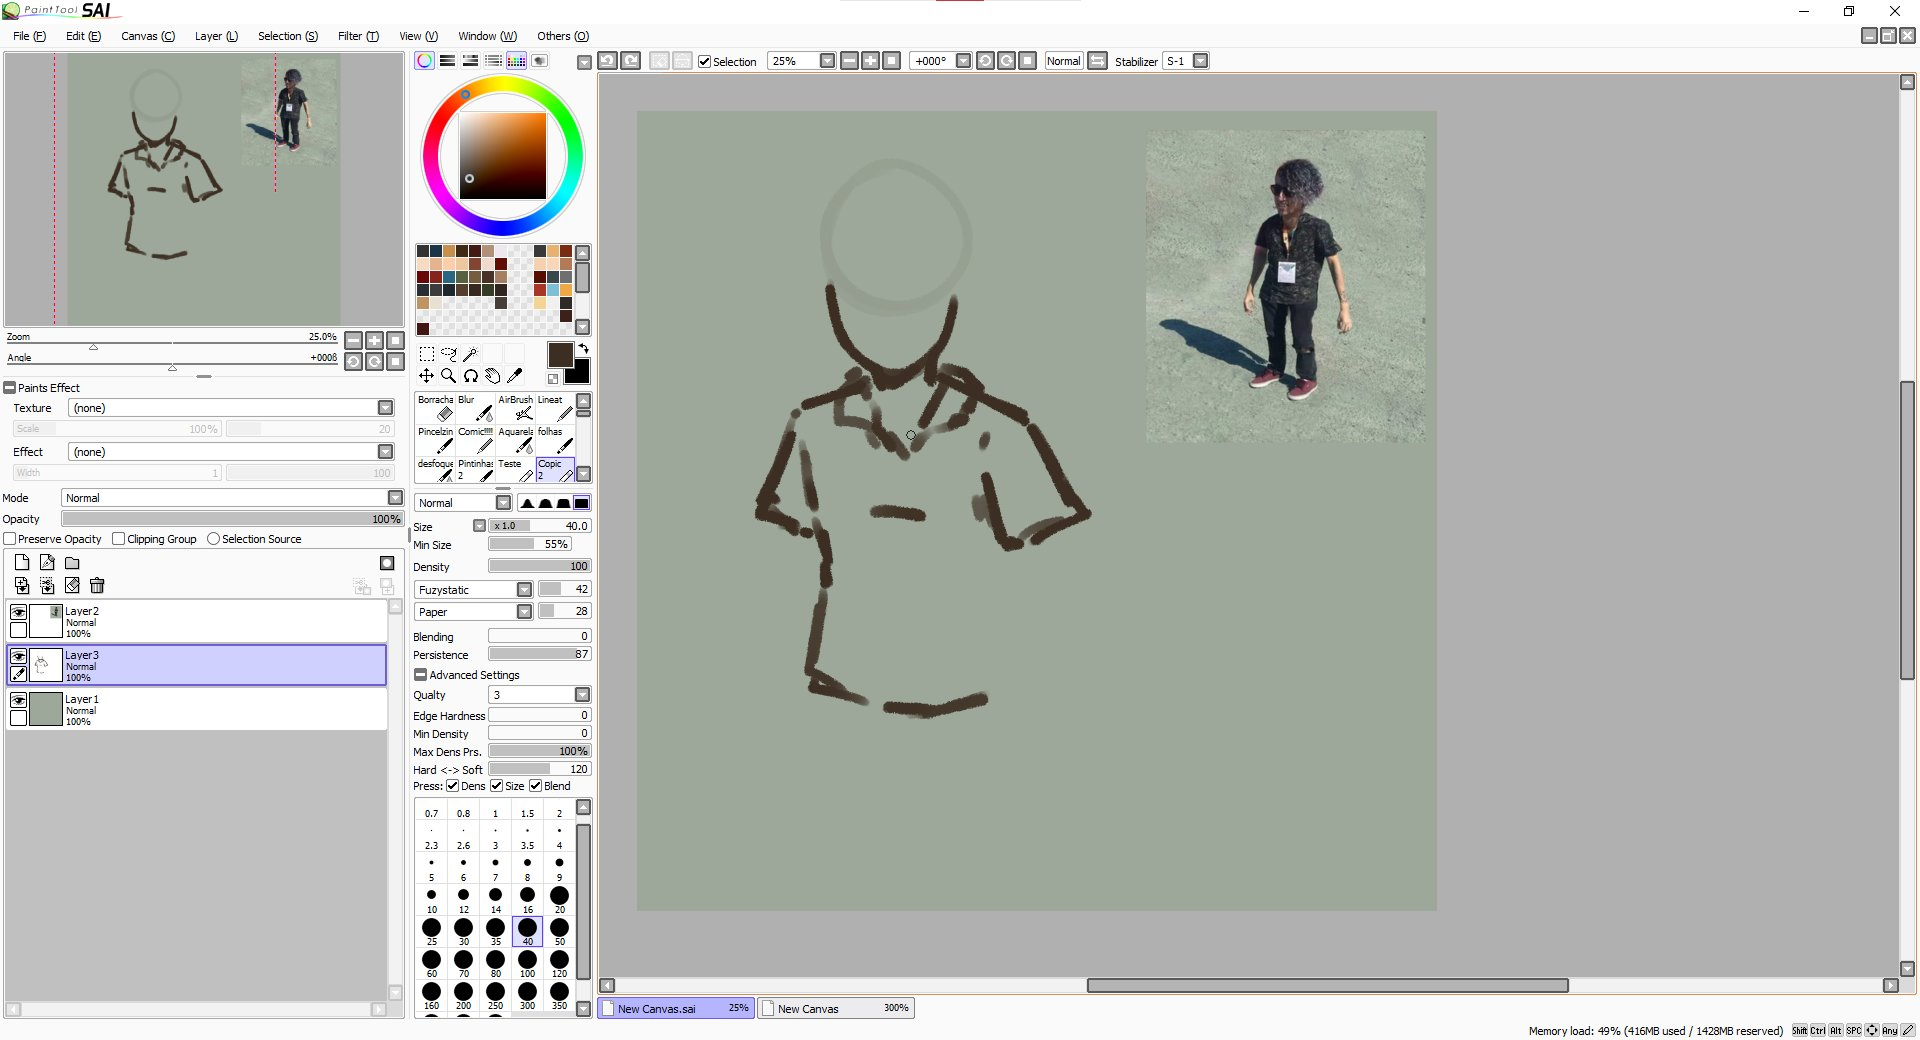 PaintTool SAI
File (F) Edit (E) Canvas (C) Layer (L) Selection (S) Filter (T) View (V) Window (W) Others (O)
Selection 25% +000° Normal Stabilizer S-1
Zoom 25.0%
Angle +000ß
Paints Effect
Texture (none)
Scale 100% 20
Effect (none)
Width 1 100
Mode Normal
Opacity 100%
Preserve Opacity Clipping Group Selection Source
Layer2
Normal
100%
Layer3
Normal
100%
Layer1
Normal
100%
Borracha Blur AirBrush Lineat
Pincelzin Comic!!!! Aquarela folhas
desfoque Pintinhas 2 Teste Copic 2
Normal
Size x 1.0 40.0
Min Size 55%
Density 100
Fuzystatic 42
Paper 28
Blending 0
Persistence 87
Advanced Settings
Qualty 3
Edge Hardness 0
Min Density 0
Max Dens Prs. 100%
Hard <-> Soft 120
Press: Dens Size Blend
0.7 0.8 1 1.5 2
2.3 2.6 3 3.5 4
5 6 7 8 9
10 12 14 16 20
25 30 35 40 50
60 70 80 100 120
160 200 250 300 350
New Canvas.sai 25% New Canvas 300%
Memory load: 49% (416MB used / 1428MB reserved) Shift Ctrl Alt SPC Any